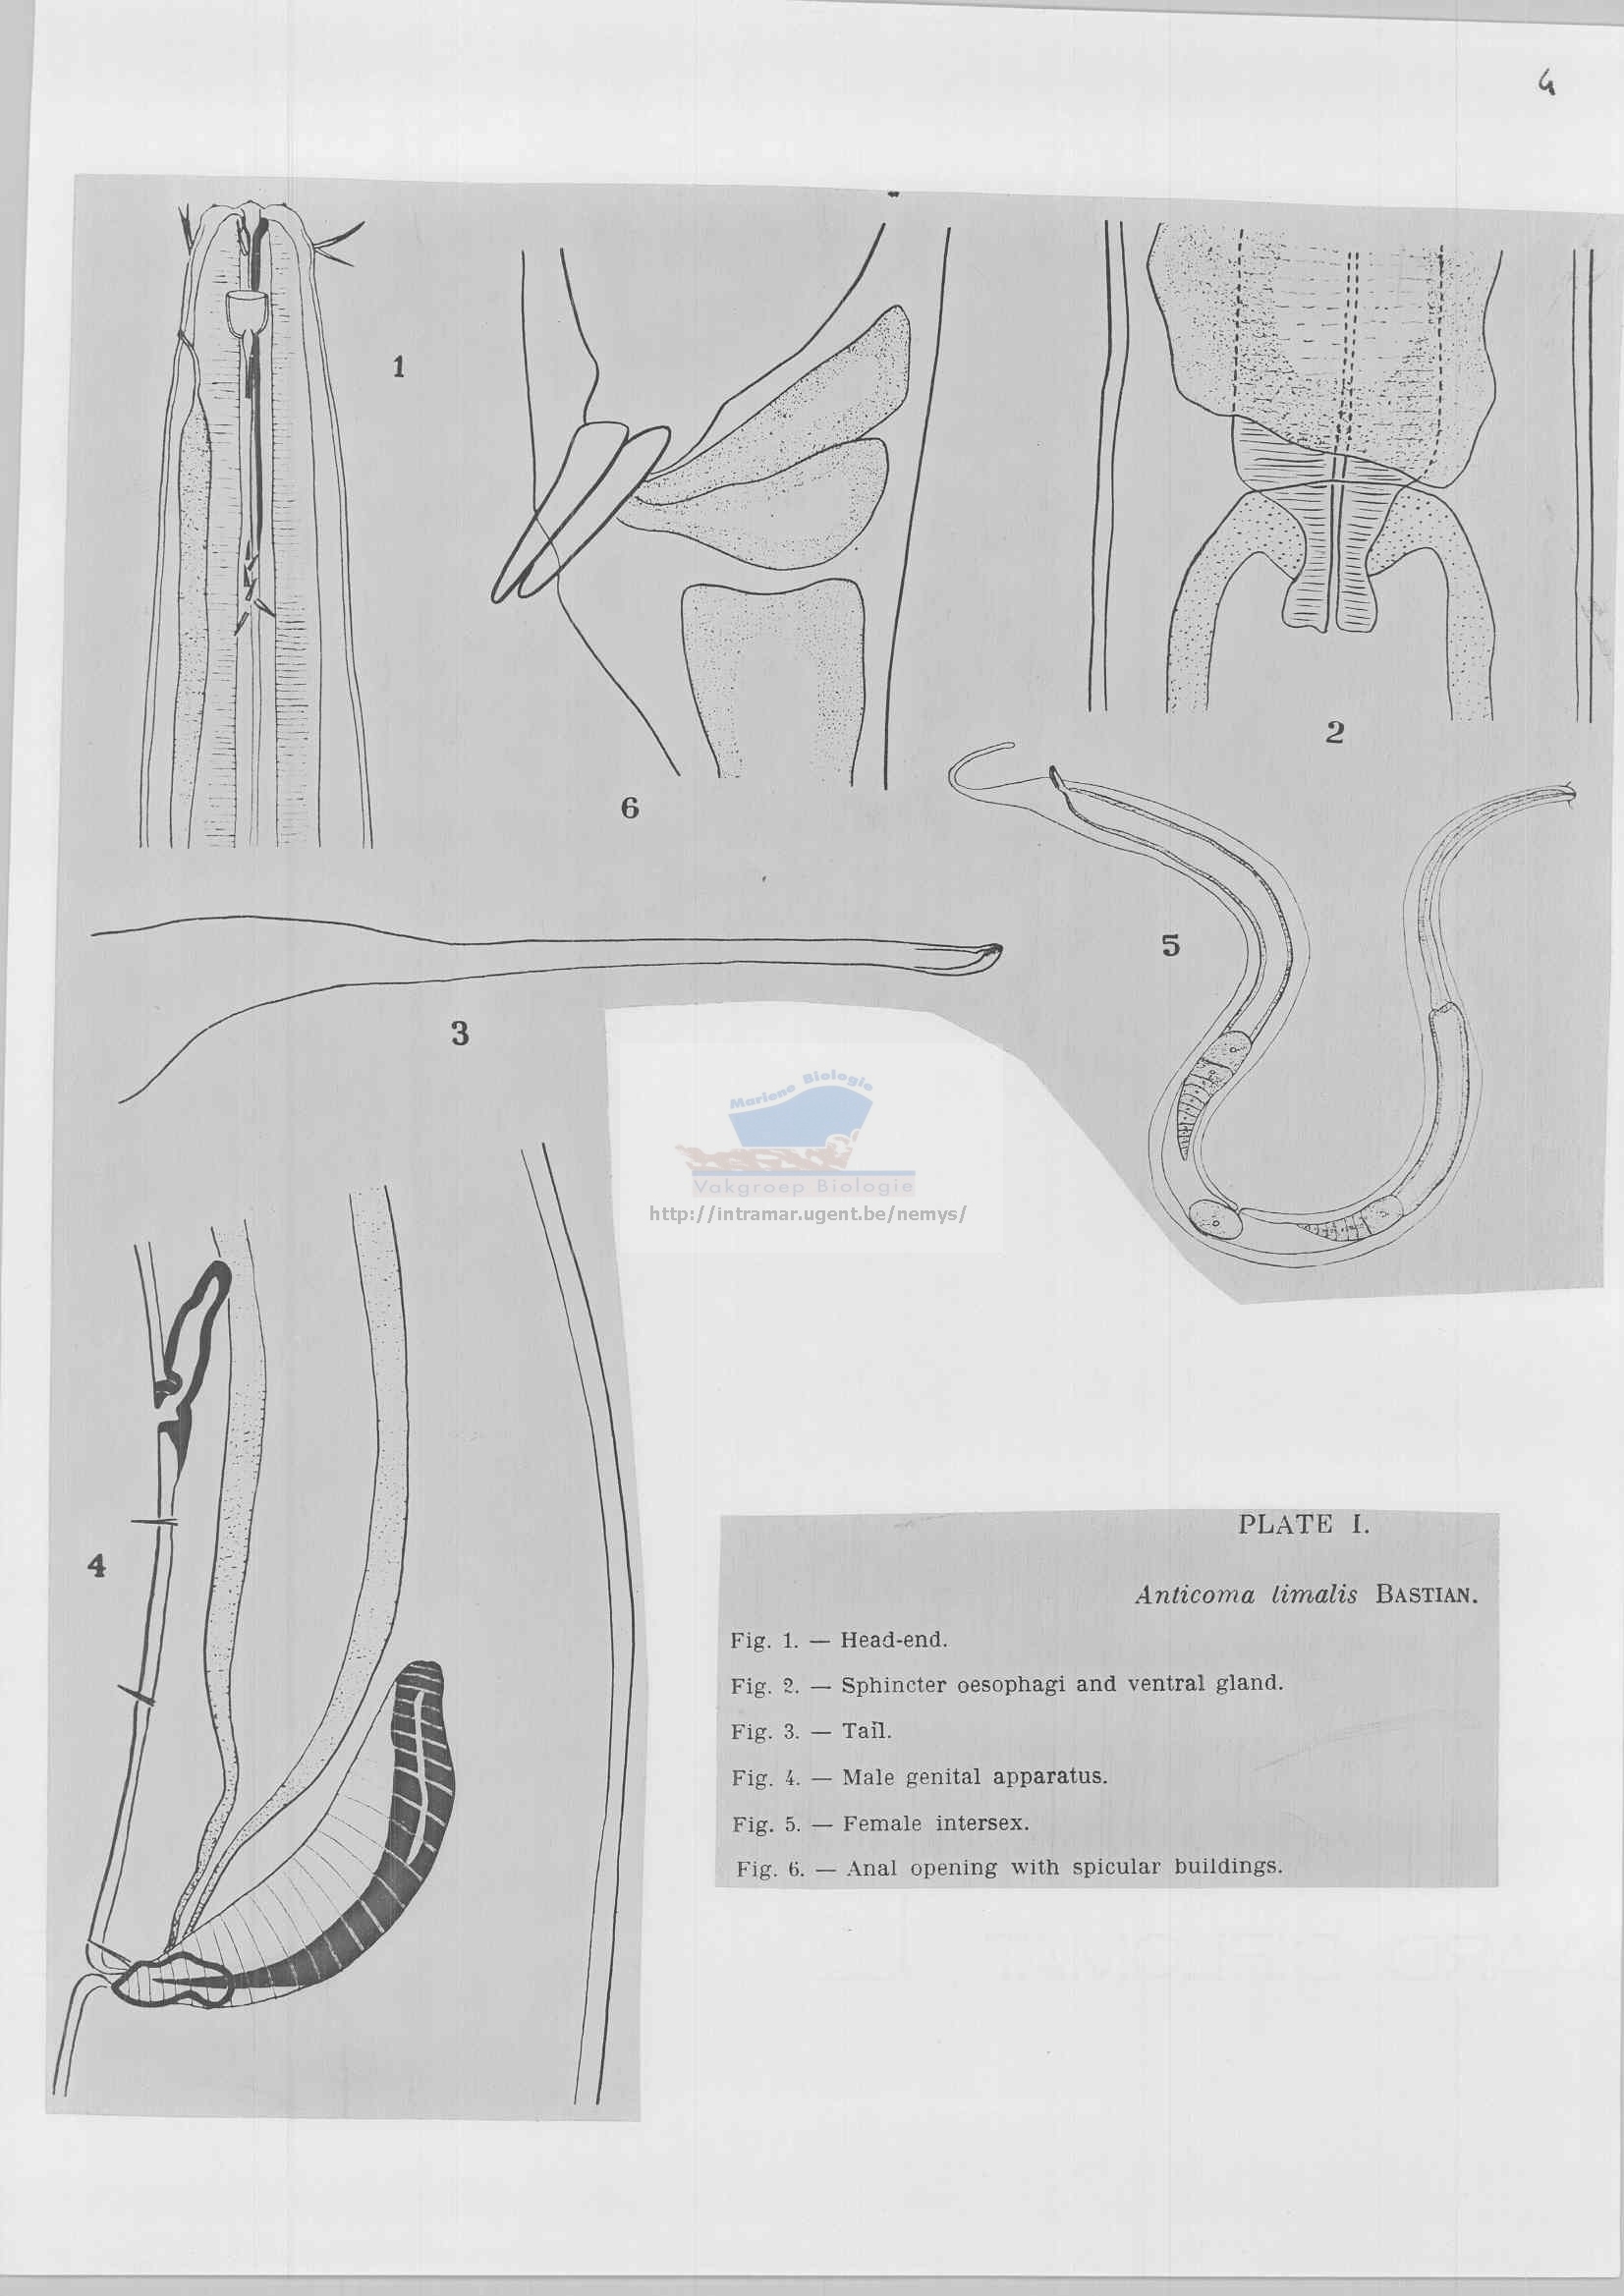 4
1
6
2
5
3
Mariene Biologie
Vakgroep Biologie
http://intramar.ugent.be/nemys/
4
PLATE I.
Anticoma limalis BASTIAN.
Fig. 1. — Head-end.
Fig. 2. — Sphincter oesophagi and ventral gland.
Fig. 3. — Tail.
Fig. 4. — Male genital apparatus.
Fig. 5. — Female intersex.
Fig. 6. — Anal opening with spicular buildings.